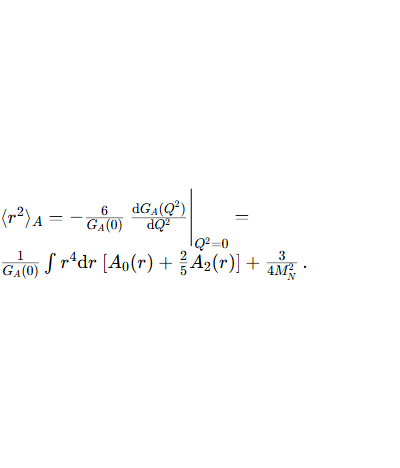 ⟨r²⟩_A = − 6/G_A(0) dG_A(Q²)/dQ² |_{Q²=0} =
1/G_A(0) ∫ r⁴dr [A₀(r) + 2/5 A₂(r)] + 3/4M_N² .